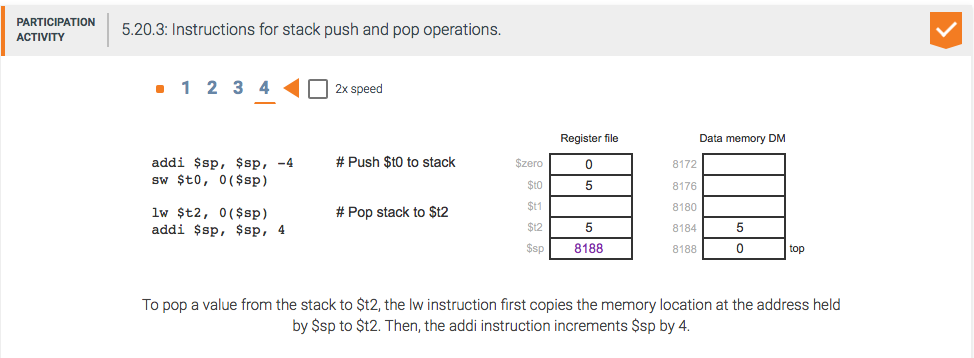 PARTICIPATION
ACTIVITY
5.20.3: Instructions for stack push and pop operations.
1 2 3 4 2x speed
Register file Data memory DM
addi $sp, $sp, -4 # Push $t0 to stack
sw $t0, 0($sp)
lw $t2, 0($sp) # Pop stack to $t2
addi $sp, $sp, 4
$zero 0 8172
$t0 5 8176
$t1 8180
$t2 5 8184 5
$sp 8188 8188 0 top
To pop a value from the stack to $t2, the lw instruction first copies the memory location at the address held
by $sp to $t2. Then, the addi instruction increments $sp by 4.